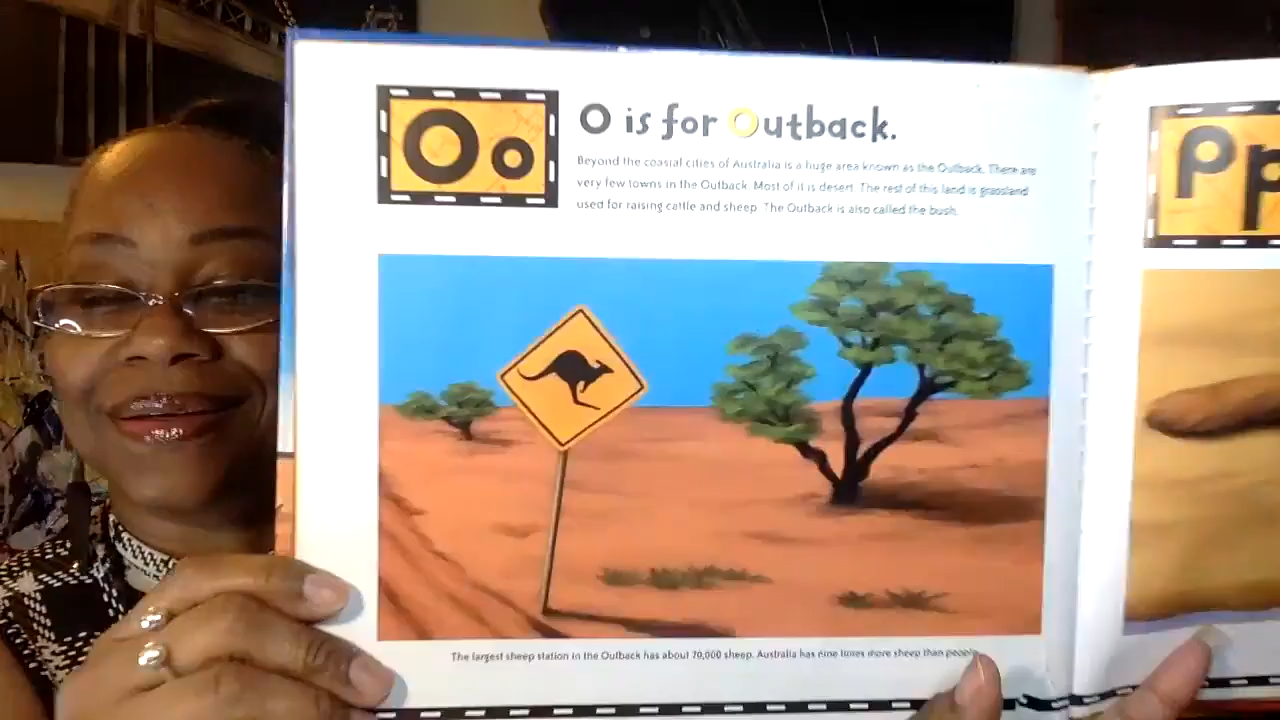 Oo
O is for Outback.
Beyond the coastal cities of Australia is a huge area known as the Outback. There are
very few towns in the Outback. Most of it is desert. The rest of this land is grassland
used for raising cattle and sheep. The Outback is also called the bush.
The largest sheep station in the Outback has about 70,000 sheep. Australia has nine times more sheep than people.
Pp